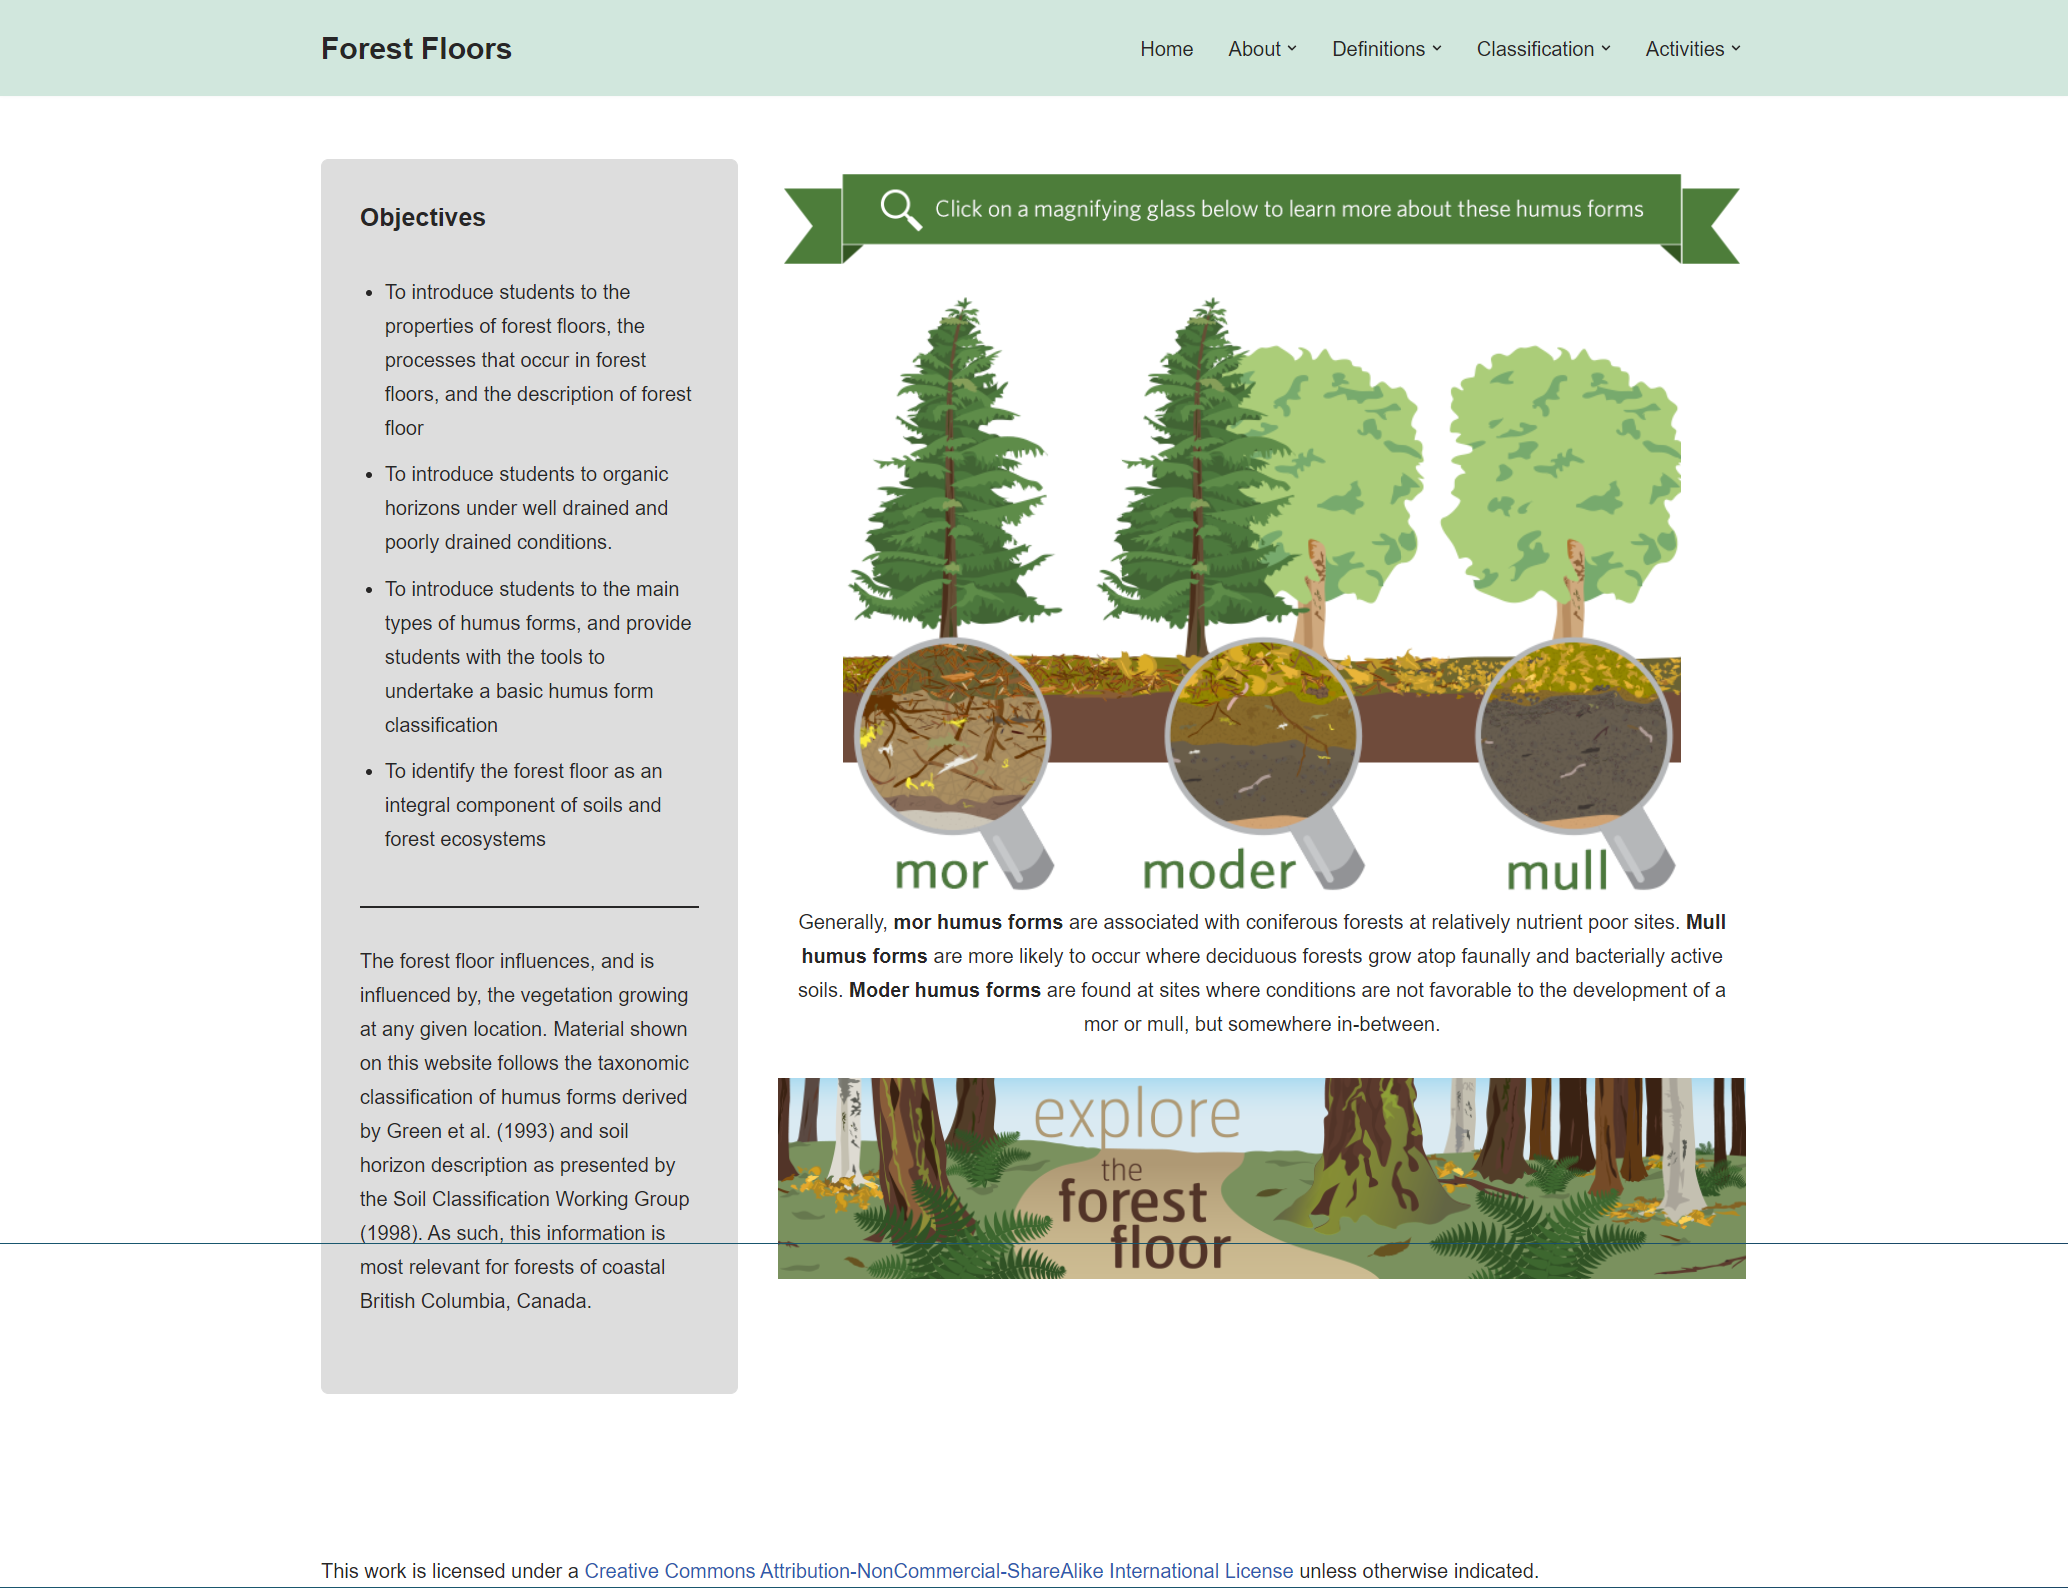 Forest Floors
Home About Definitions Classification Activities
Objectives
To introduce students to the
properties of forest floors, the
processes that occur in forest
floors, and the description of forest
floor
To introduce students to organic
horizons under well drained and
poorly drained conditions.
To introduce students to the main
types of humus forms, and provide
students with the tools to
undertake a basic humus form
classification
To identify the forest floor as an
integral component of soils and
forest ecosystems
The forest floor influences, and is
influenced by, the vegetation growing
at any given location. Material shown
on this website follows the taxonomic
classification of humus forms derived
by Green et al. (1993) and soil
horizon description as presented by
the Soil Classification Working Group
(1998). As such, this information is
most relevant for forests of coastal
British Columbia, Canada.
Click on a magnifying glass below to learn more about these humus forms
mor moder mull
Generally, mor humus forms are associated with coniferous forests at relatively nutrient poor sites. Mull
humus forms are more likely to occur where deciduous forests grow atop faunally and bacterially active
soils. Moder humus forms are found at sites where conditions are not favorable to the development of a
mor or mull, but somewhere in-between.
explore
the
forest
floor
This work is licensed under a Creative Commons Attribution-NonCommercial-ShareAlike International License unless otherwise indicated.